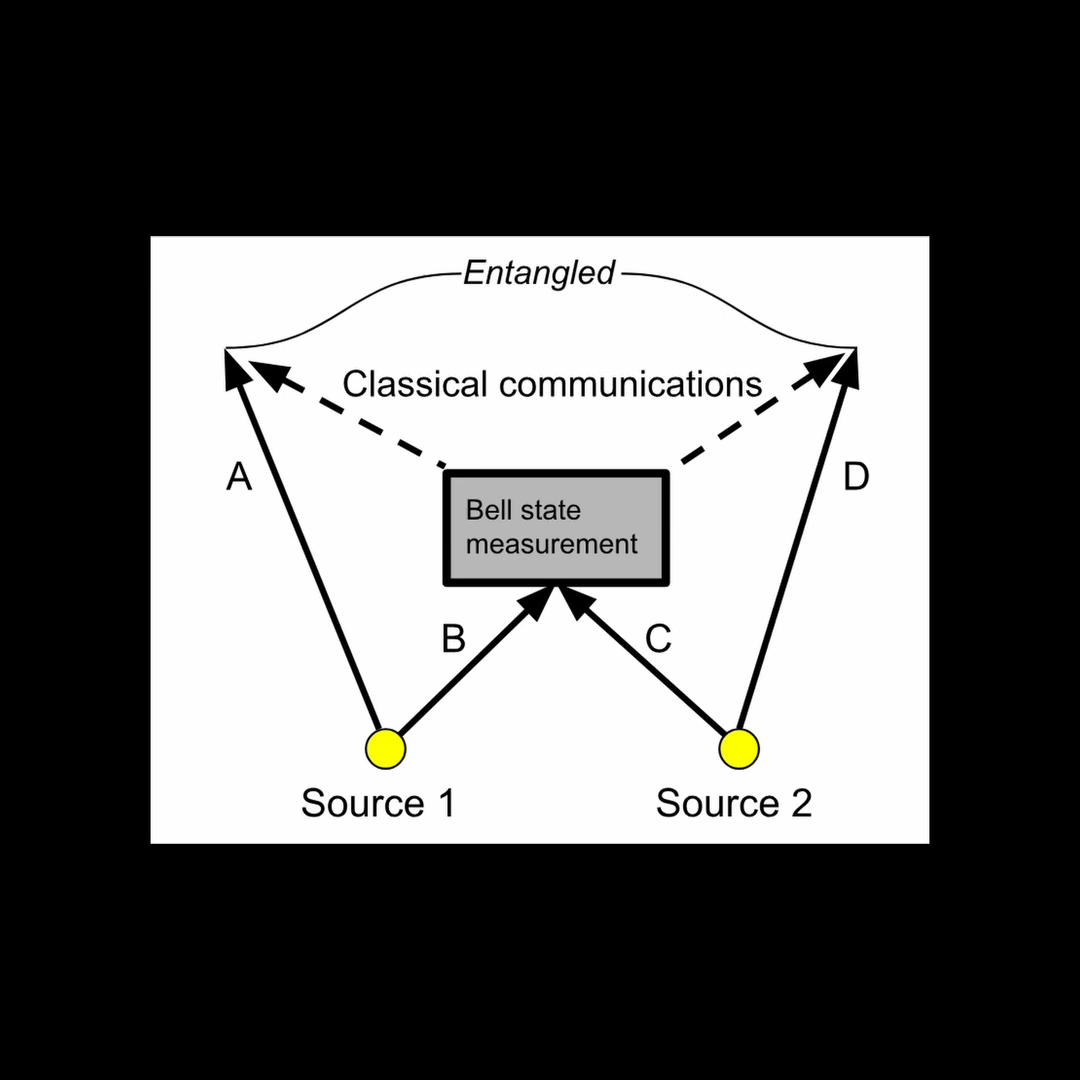 Entangled
Classical communications
A
D
Bell state
measurement
B
C
Source 1
Source 2